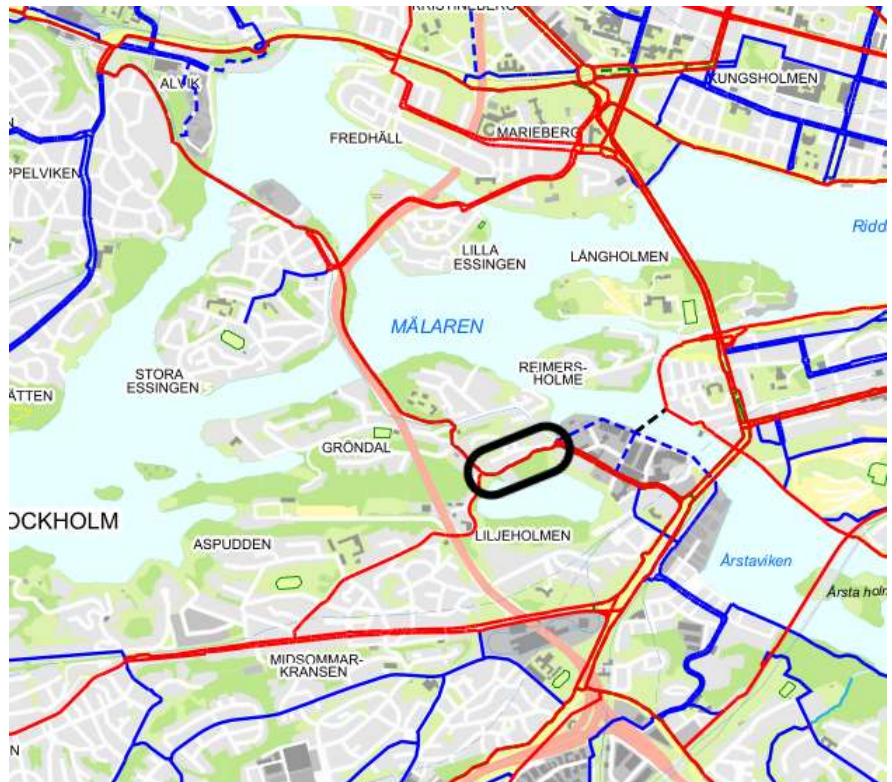 KRISTINEBERG
ALVIK
KUNGSHOLMEN
FREDHÄLL
MARIEBERG
PPELVIKEN
Ridd
LILLA
ESSINGEN
LÅNGHOLMEN
MÄLAREN
REIMERS-
HOLME
STORA
ESSINGEN
ÄTTEN
GRÖNDAL
OCKHOLM
LILJEHOLMEN
ASPUDDEN
Årstaviken
Årsta holm
MIDSOMMAR-
KRANSEN
N